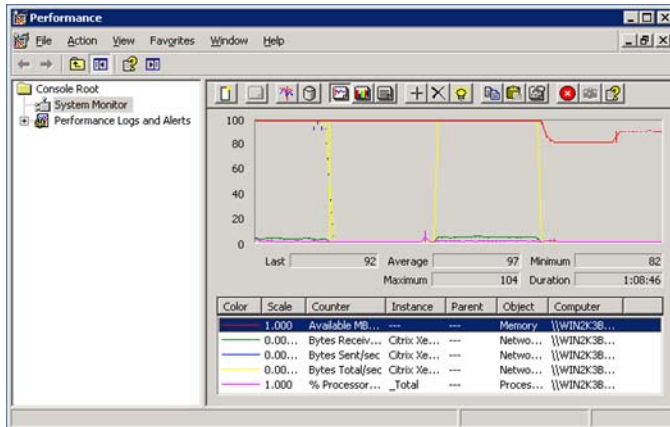 Performance
File Action View Favorites Window Help
Console Root
System Monitor
Performance Logs and Alerts
100
80
60
40
20
0
Last 92 Average 97 Minimum 82
Maximum 104 Duration 1:08:46
Color Scale Counter Instance Parent Object Computer
1.000 Available MB... --- --- Memory \\WIN2K3B...
0.00... Bytes Receiv... Citrix Xe... --- Netwo... \\WIN2K3B...
0.00... Bytes Sent/sec Citrix Xe... --- Netwo... \\WIN2K3B...
0.00... Bytes Total/sec Citrix Xe... --- Netwo... \\WIN2K3B...
1.000 % Processor... _Total --- Proces... \\WIN2K3B...